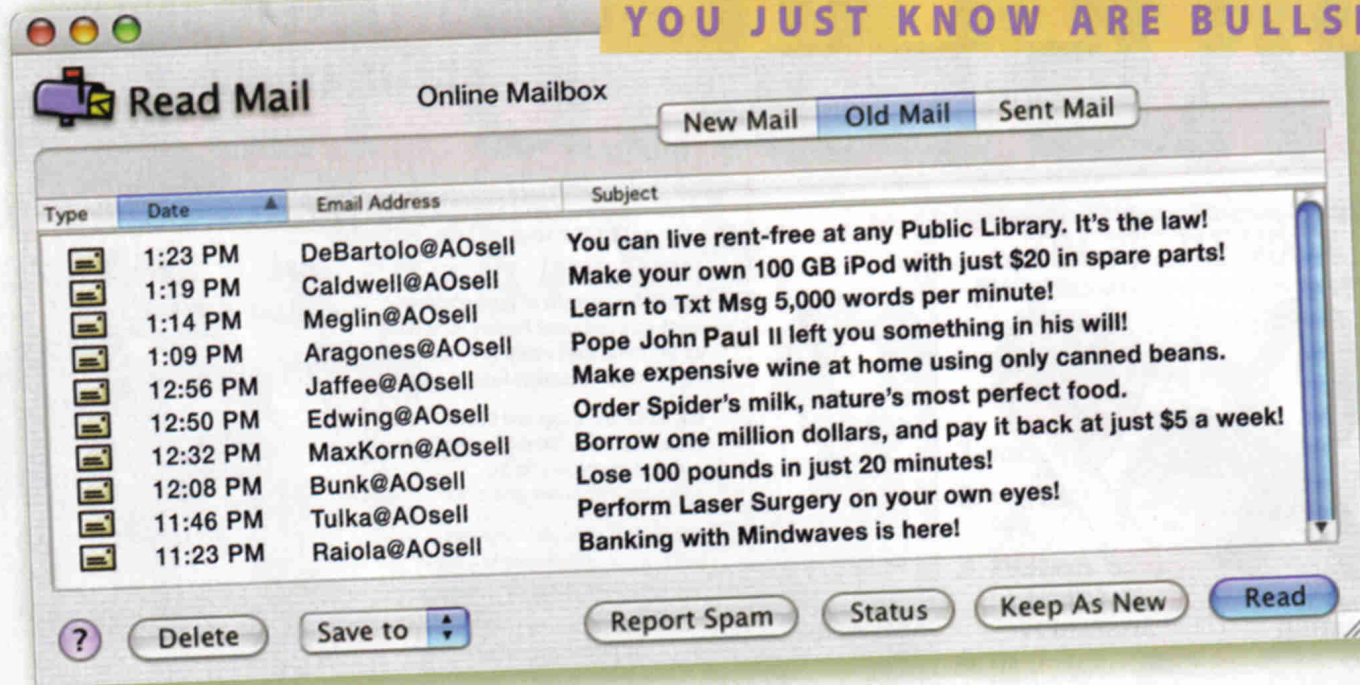 YOU JUST KNOW ARE
Read Mail
Online Mailbox
New Mail Old Mail Sent Mail
Type Date Email Address Subject
1:23 PM DeBartolo@AOsell You can live rent-free at any Public Library. It's the law!
1:19 PM Caldwell@AOsell Make your own 100 GB iPod with just $20 in spare parts!
1:14 PM Meglin@AOsell Learn to Txt Msg 5,000 words per minute!
1:09 PM Aragones@AOsell Pope John Paul II left you something in his will!
12:56 PM Jaffee@AOsell Make expensive wine at home using only canned beans.
12:50 PM Edwing@AOsell Order Spider's milk, nature's most perfect food.
12:32 PM MaxKorn@AOsell Borrow one million dollars, and pay it back at just $5 a week!
12:08 PM Bunk@AOsell Lose 100 pounds in just 20 minutes!
11:46 PM Tulka@AOsell Perform Laser Surgery on your own eyes!
11:23 PM Raiola@AOsell Banking with Mindwaves is here!
? Delete Save to Report Spam Status Keep As New Read